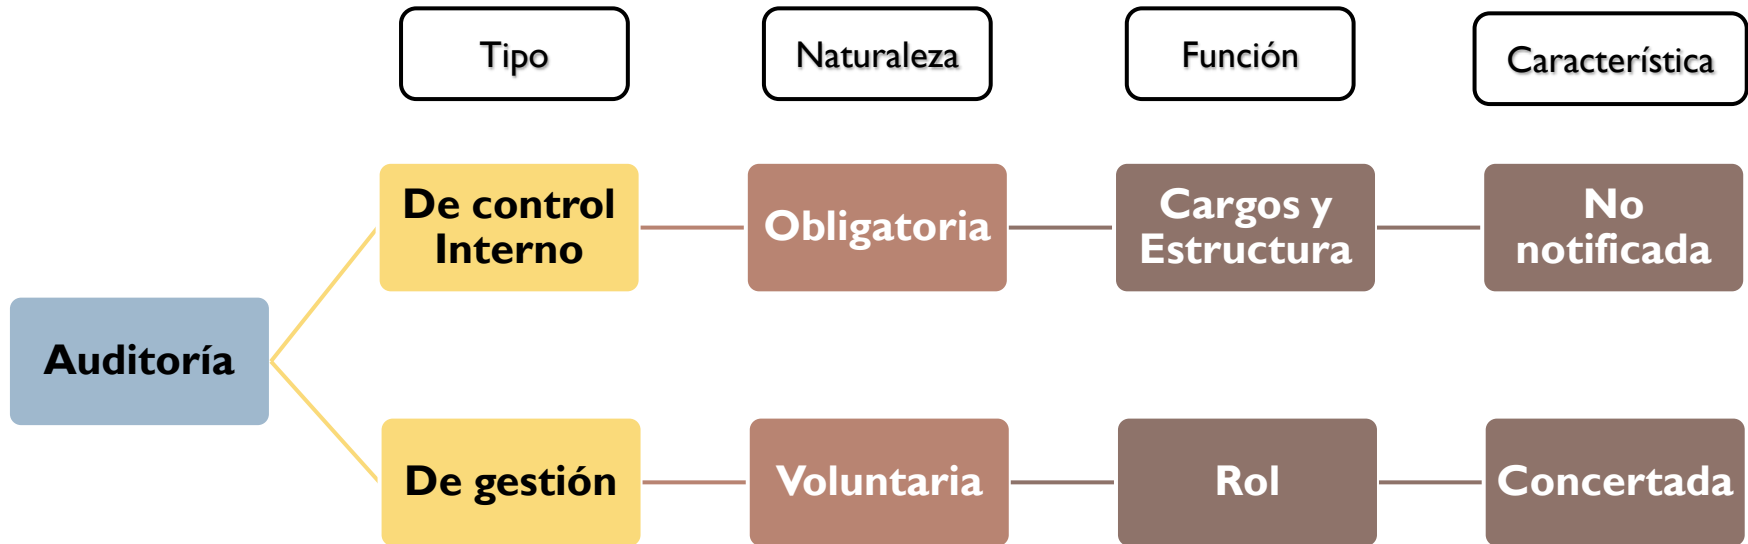 Tipo
Naturaleza
Función
Característica
De control
Interno
Obligatoria
Cargos y
Estructura
No
notificada
Auditoría
De gestión
Voluntaria
Rol
Concertada